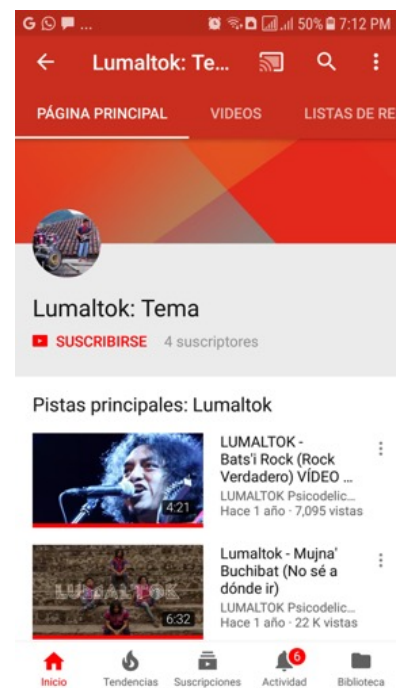 G ... 50% 7:12 PM
Lumaltok: Te...
PÁGINA PRINCIPAL VIDEOS LISTAS DE RE
Lumaltok: Tema
SUSCRIBIRSE 4 suscriptores
Pistas principales: Lumaltok
LUMALTOK -
Bats'i Rock (Rock
Verdadero) VÍDEO ...
LUMALTOK Psicodelic...
Hace 1 año · 7,095 vistas
4:21
Lumaltok - Mujna'
Buchibat (No sé a
dónde ir)
LUMALTOK Psicodelic...
Hace 1 año · 22 K vistas
LUMALTOK
6:32
6
Inicio Tendencias Suscripciones Actividad Biblioteca